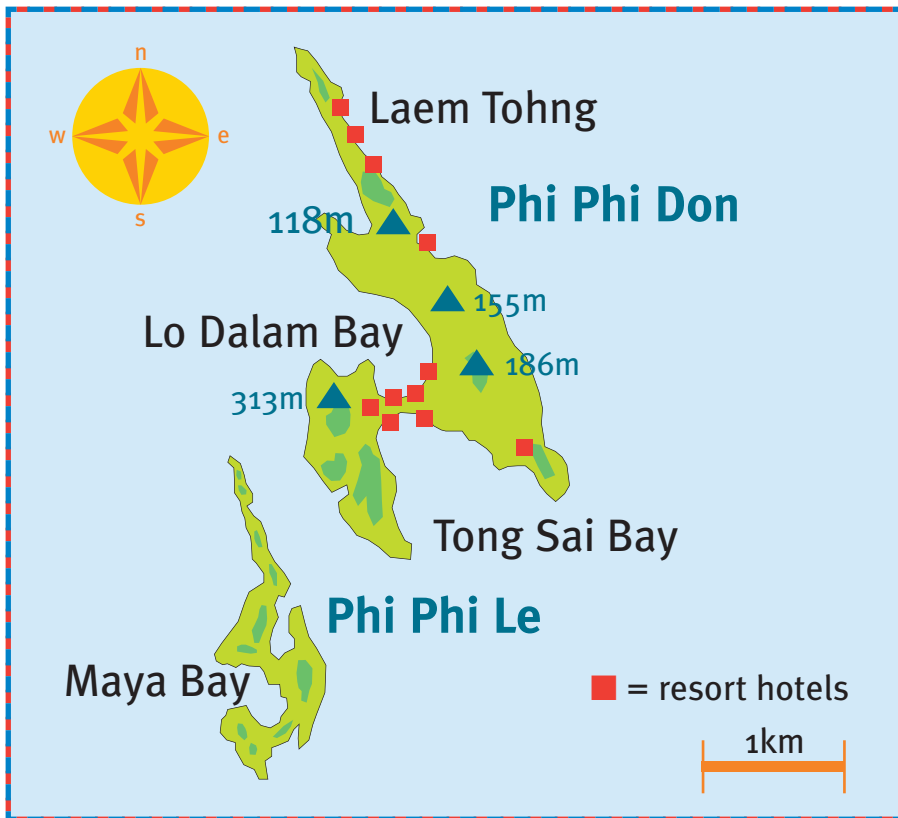 n
w
e
s
Laem Tohng
Phi Phi Don
118m
155m
Lo Dalam Bay
186m
313m
Tong Sai Bay
Phi Phi Le
Maya Bay
= resort hotels
1km